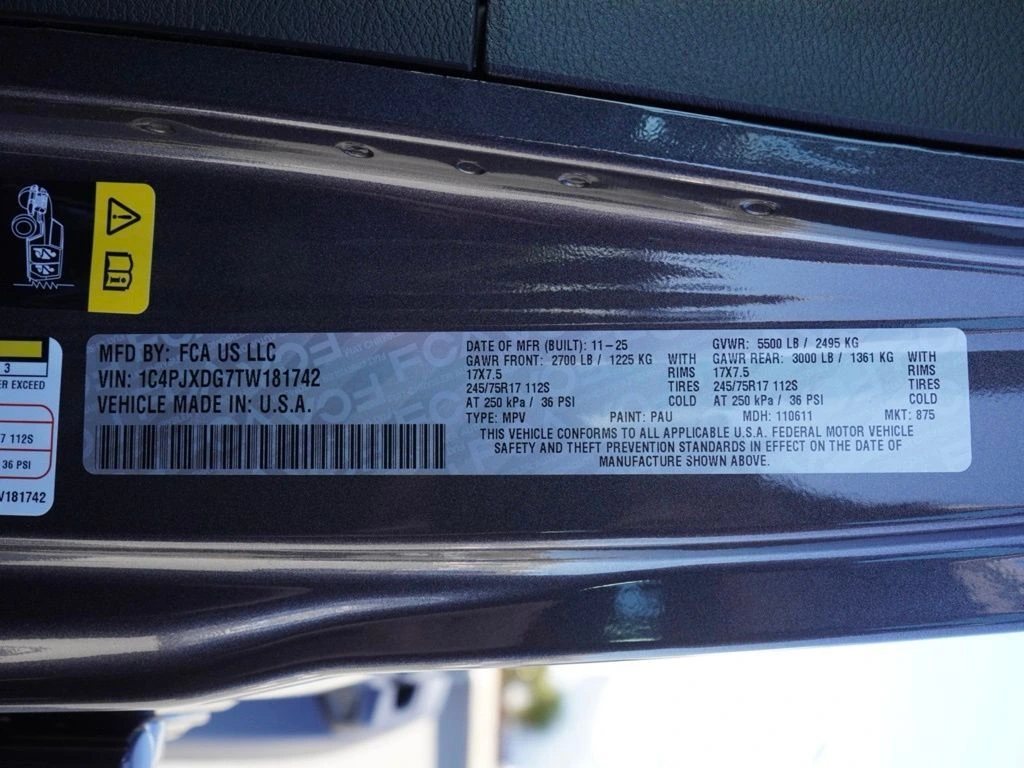 MFD BY: FCA US LLC
VIN: 1C4PJXDG7TW181742
VEHICLE MADE IN: U.S.A.
DATE OF MFR (BUILT): 11-25
GAWR FRONT: 2700 LB / 1225 KG WITH
17X7.5 RIMS
245/75R17 112S TIRES
AT 250 kPa / 36 PSI COLD
GVWR: 5500 LB / 2495 KG
GAWR REAR: 3000 LB / 1361 KG WITH
17X7.5 RIMS
245/75R17 112S TIRES
AT 250 kPa / 36 PSI COLD
TYPE: MPV PAINT: PAU MDH: 110611 MKT: 875
THIS VEHICLE CONFORMS TO ALL APPLICABLE U.S.A. FEDERAL MOTOR VEHICLE
SAFETY AND THEFT PREVENTION STANDARDS IN EFFECT ON THE DATE OF
MANUFACTURE SHOWN ABOVE.
3
ER EXCEED
7 112S
36 PSI
W181742